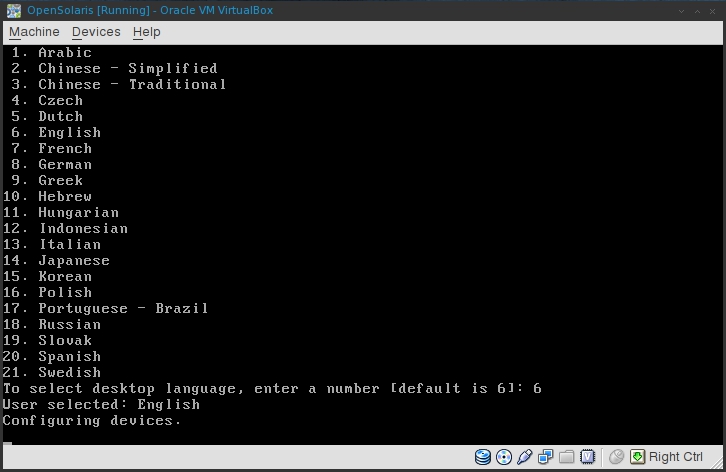 OpenSolaris [Running] - Oracle VM VirtualBox
Machine Devices Help
1. Arabic
2. Chinese - Simplified
3. Chinese - Traditional
4. Czech
5. Dutch
6. English
7. French
8. German
9. Greek
10. Hebrew
11. Hungarian
12. Indonesian
13. Italian
14. Japanese
15. Korean
16. Polish
17. Portuguese - Brazil
18. Russian
19. Slovak
20. Spanish
21. Swedish
To select desktop language, enter a number [default is 6]: 6
User selected: English
Configuring devices.
Right Ctrl